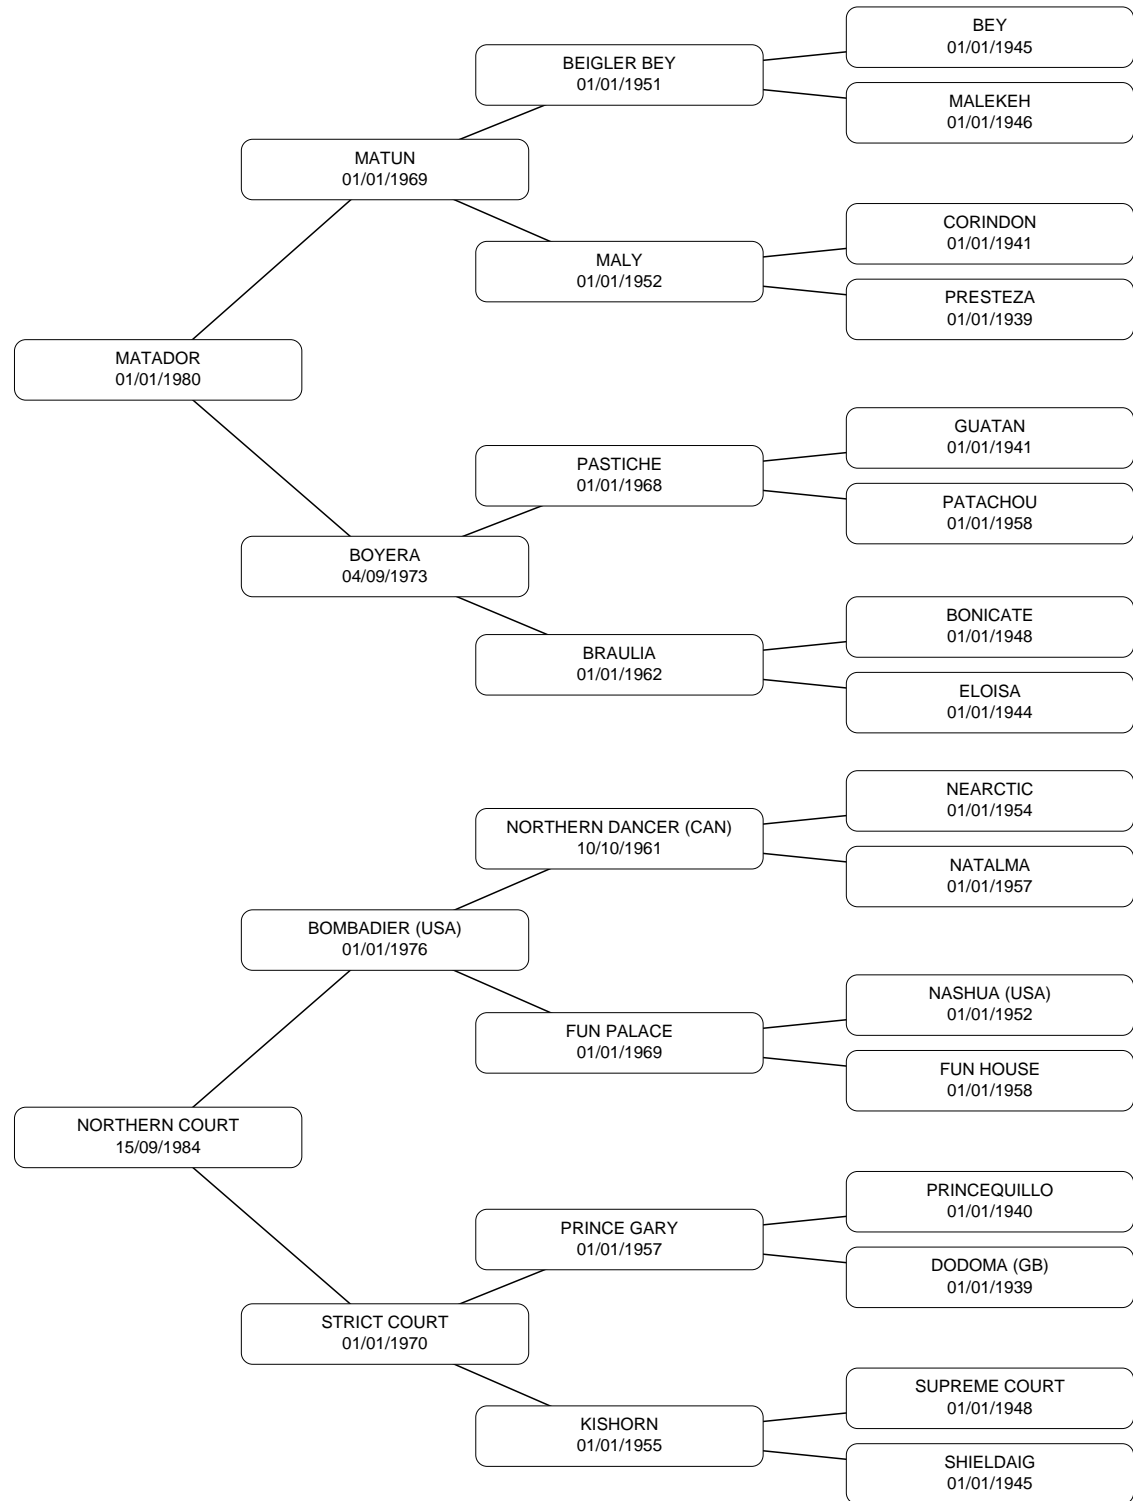 BEY
01/01/1945
BEIGLER BEY
01/01/1951
MALEKEH
01/01/1946
MATUN
01/01/1969
CORINDON
01/01/1941
MALY
01/01/1952
PRESTEZA
01/01/1939
MATADOR
01/01/1980
GUATAN
01/01/1941
PASTICHE
01/01/1968
PATACHOU
01/01/1958
BOYERA
04/09/1973
BONICATE
01/01/1948
BRAULIA
01/01/1962
ELOISA
01/01/1944
NEARCTIC
01/01/1954
NORTHERN DANCER (CAN)
10/10/1961
NATALMA
01/01/1957
BOMBADIER (USA)
01/01/1976
NASHUA (USA)
01/01/1952
FUN PALACE
01/01/1969
FUN HOUSE
01/01/1958
NORTHERN COURT
15/09/1984
PRINCEQUILLO
01/01/1940
PRINCE GARY
01/01/1957
DODOMA (GB)
01/01/1939
STRICT COURT
01/01/1970
SUPREME COURT
01/01/1948
KISHORN
01/01/1955
SHIELDAIG
01/01/1945